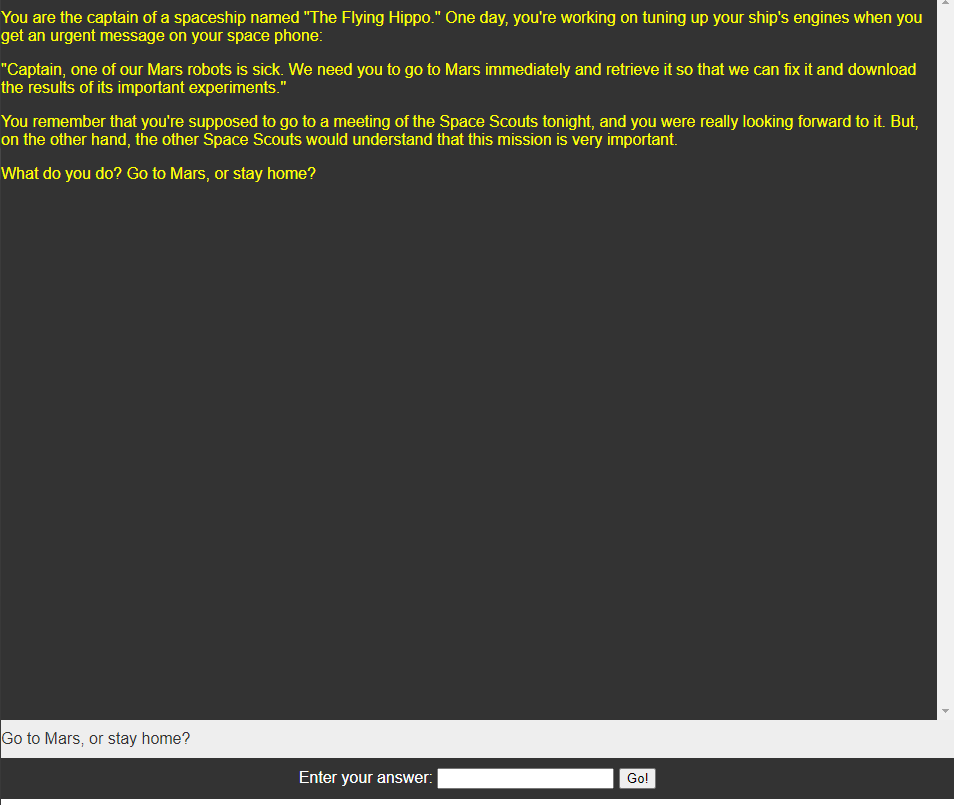 You are the captain of a spaceship named "The Flying Hippo." One day, you're working on tuning up your ship's engines when you
get an urgent message on your space phone:
"Captain, one of our Mars robots is sick. We need you to go to Mars immediately and retrieve it so that we can fix it and download
the results of its important experiments."
You remember that you're supposed to go to a meeting of the Space Scouts tonight, and you were really looking forward to it. But,
on the other hand, the other Space Scouts would understand that this mission is very important.
What do you do? Go to Mars, or stay home?
Go to Mars, or stay home?
Enter your answer: Go!